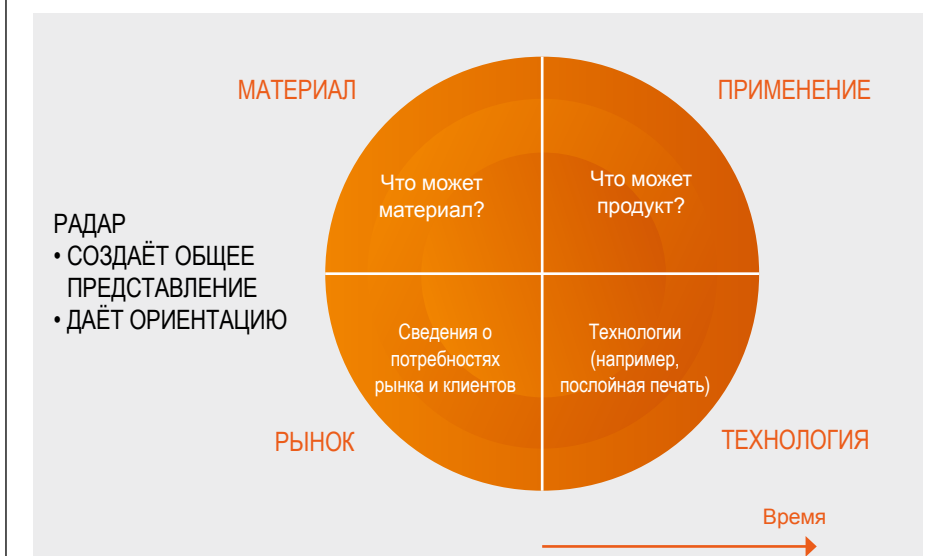 МАТЕРИАЛ
ПРИМЕНЕНИЕ
Что может
материал?
Что может
продукт?
РАДАР
• СОЗДАЁТ ОБЩЕЕ
ПРЕДСТАВЛЕНИЕ
• ДАЁТ ОРИЕНТАЦИЮ
Сведения о
потребностях
рынка и клиентов
Технологии
(например,
послойная печать)
РЫНОК
ТЕХНОЛОГИЯ
Время